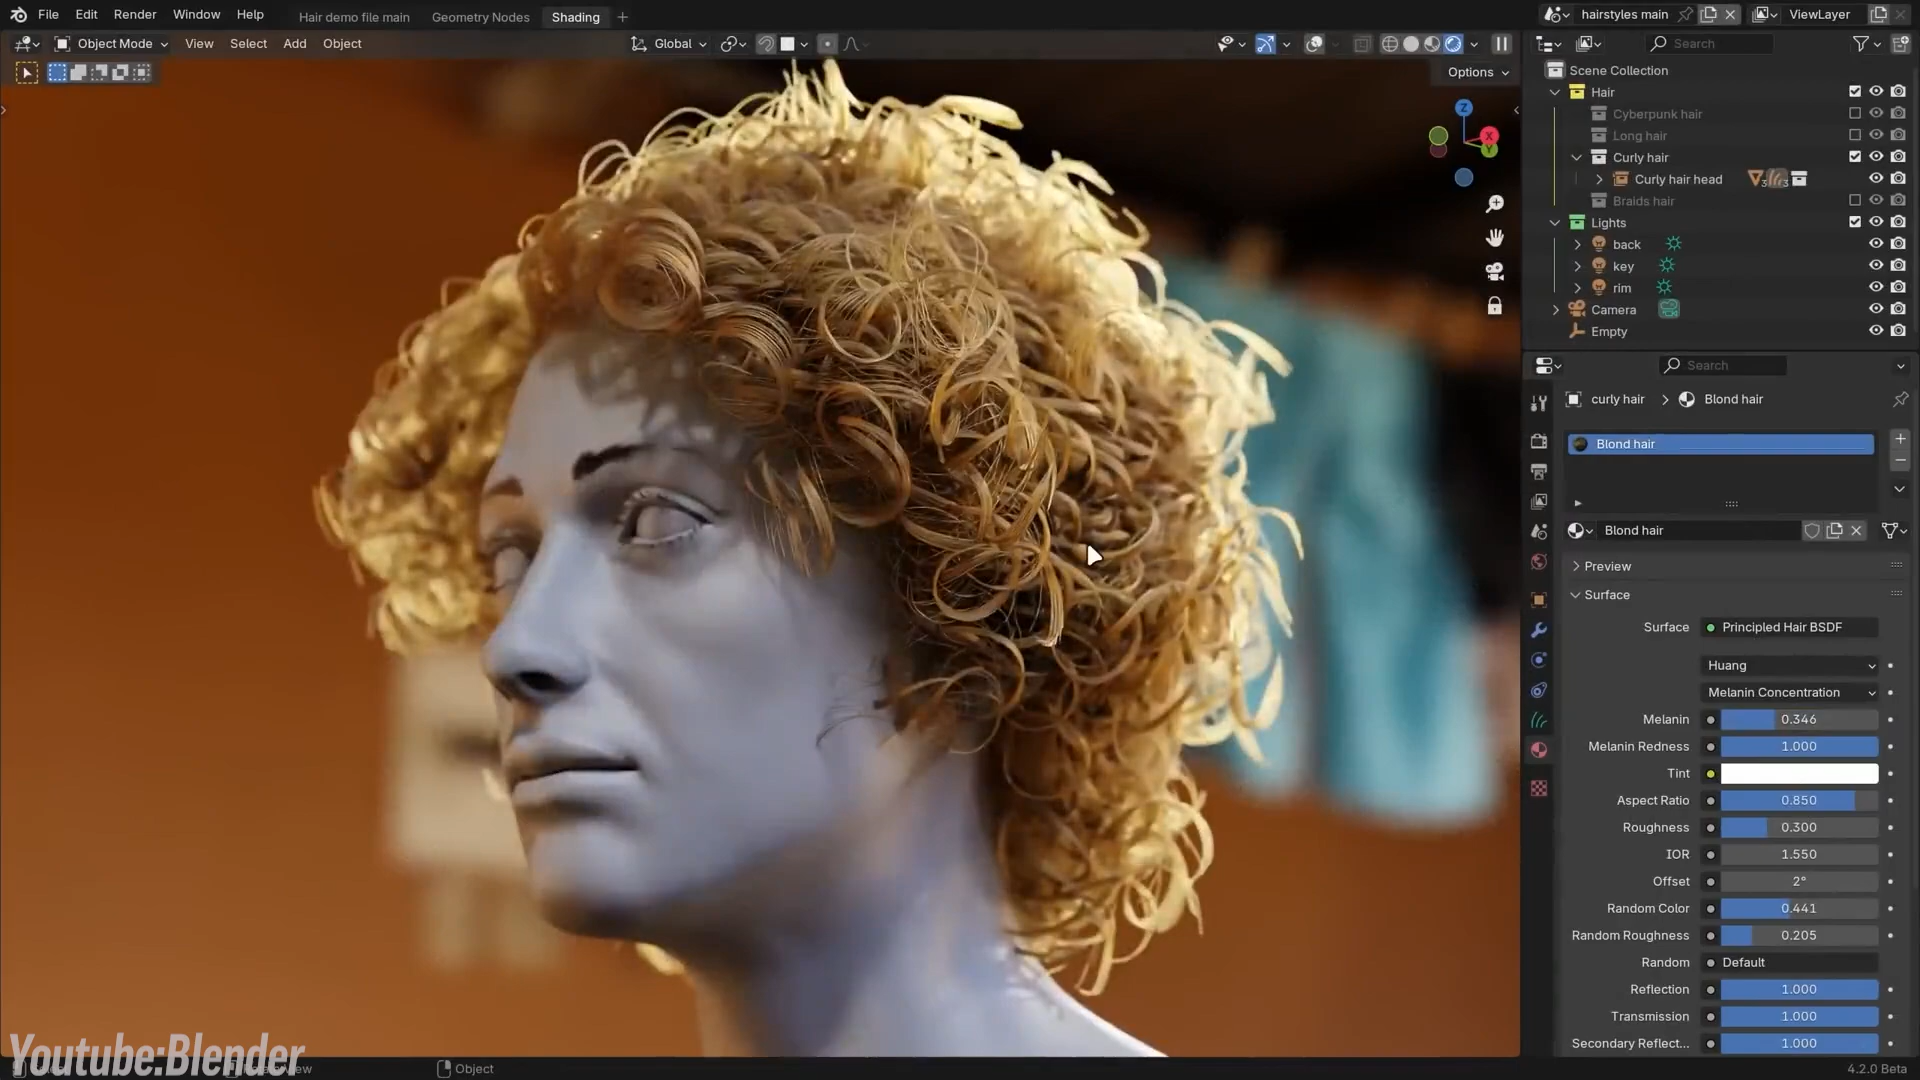 File Edit Render Window Help Hair demo file main Geometry Nodes Shading + hairstyles main ViewLayer
Object Mode View Select Add Object Global Search
Options
Z
X
Y
Scene Collection
Hair
Cyberpunk hair
Long hair
Curly hair
Curly hair head
Braids hair
Lights
back
key
rim
Camera
Empty
Search
curly hair > Blond hair
Blond hair
Blond hair
Preview
Surface
Surface Principled Hair BSDF
Huang
Melanin Concentration
Melanin 0.346
Melanin Redness 1.000
Tint
Aspect Ratio 0.850
Roughness 0.300
IOR 1.550
Offset 2°
Random Color 0.441
Random Roughness 0.205
Random Default
Reflection 1.000
Transmission 1.000
Secondary Reflect... 1.000
Youtube:Blender
Object 4.2.0 Beta